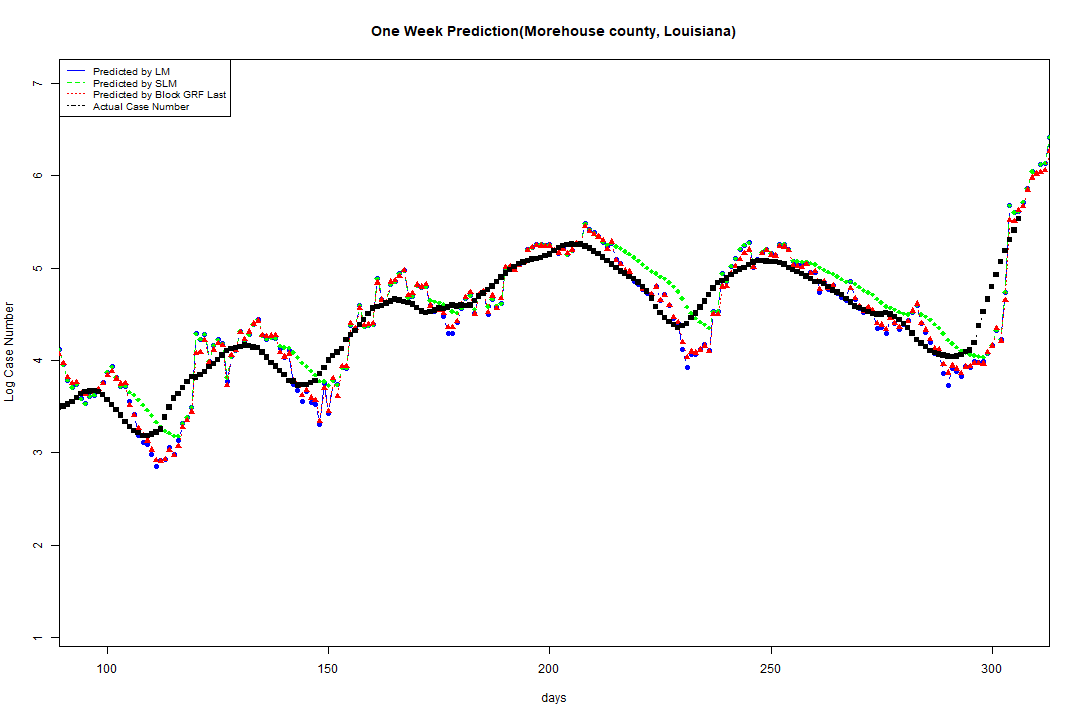 One Week Prediction(Morehouse county, Louisiana)
Predicted by LM
Predicted by SLM
Predicted by Block GRF Last
Actual Case Number
7
6
5
4
3
2
1
Log Case Number
100 150 200 250 300
days